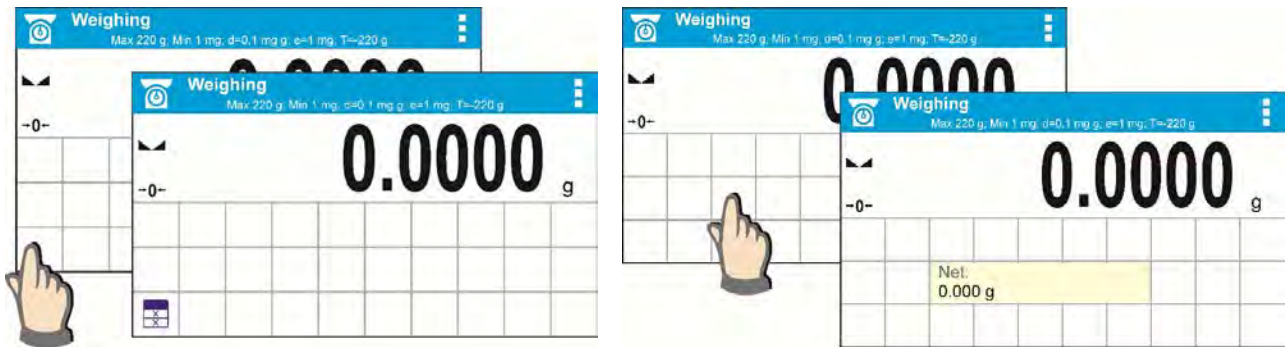 Weighing
Max 220 g; Min 1 mg; d=0.1 mg g; e=1 mg; T=-220 g
0.0000
→0←
Weighing
Max 220 g; Min 1 mg; d=0.1 mg g; e=1 mg; T=-220 g
0.0000 g
→0←
x
x
Weighing
Max 220 g; Min 1 mg; d=0.1 mg g; e=1 mg; T=-220 g
0.0000
→0←
Weighing
Max 220 g; Min 1 mg; d=0.1 mg g; e=1 mg; T=-220 g
0.0000 g
→0←
Net:
0.000 g